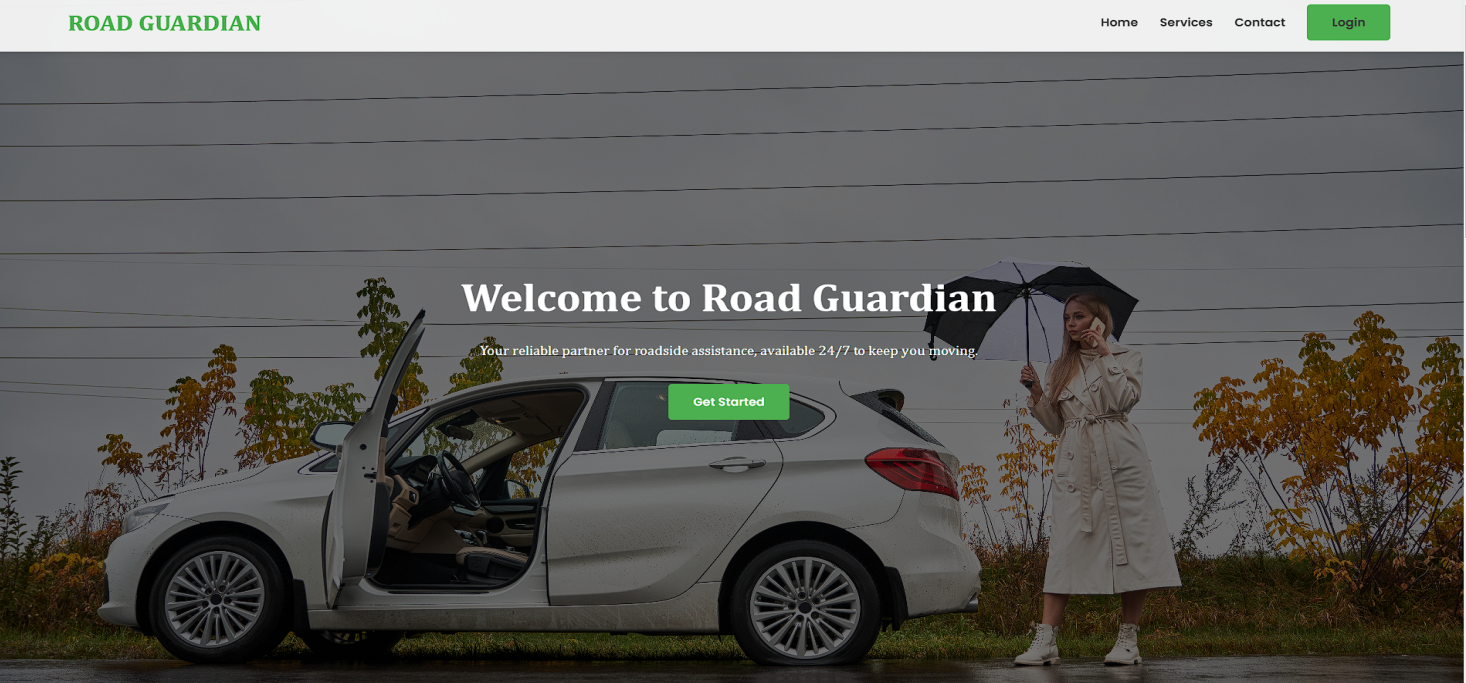 ROAD GUARDIAN
Home Services Contact Login
Welcome to Road Guardian
Your reliable partner for roadside assistance, available 24/7 to keep you moving.
Get Started